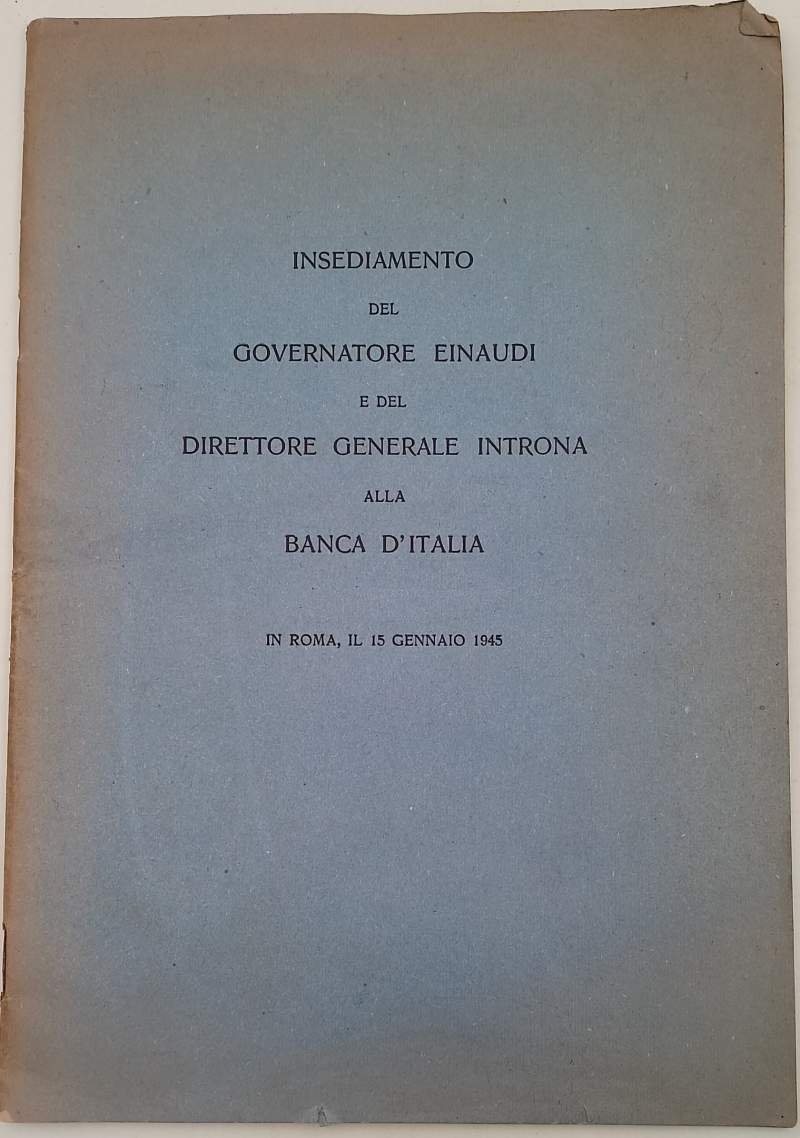 INSEDIAMENTO
DEL
GOVERNATORE EINAUDI
E DEL
DIRETTORE GENERALE INTRONA
ALLA
BANCA D'ITALIA
IN ROMA, IL 15 GENNAIO 1945